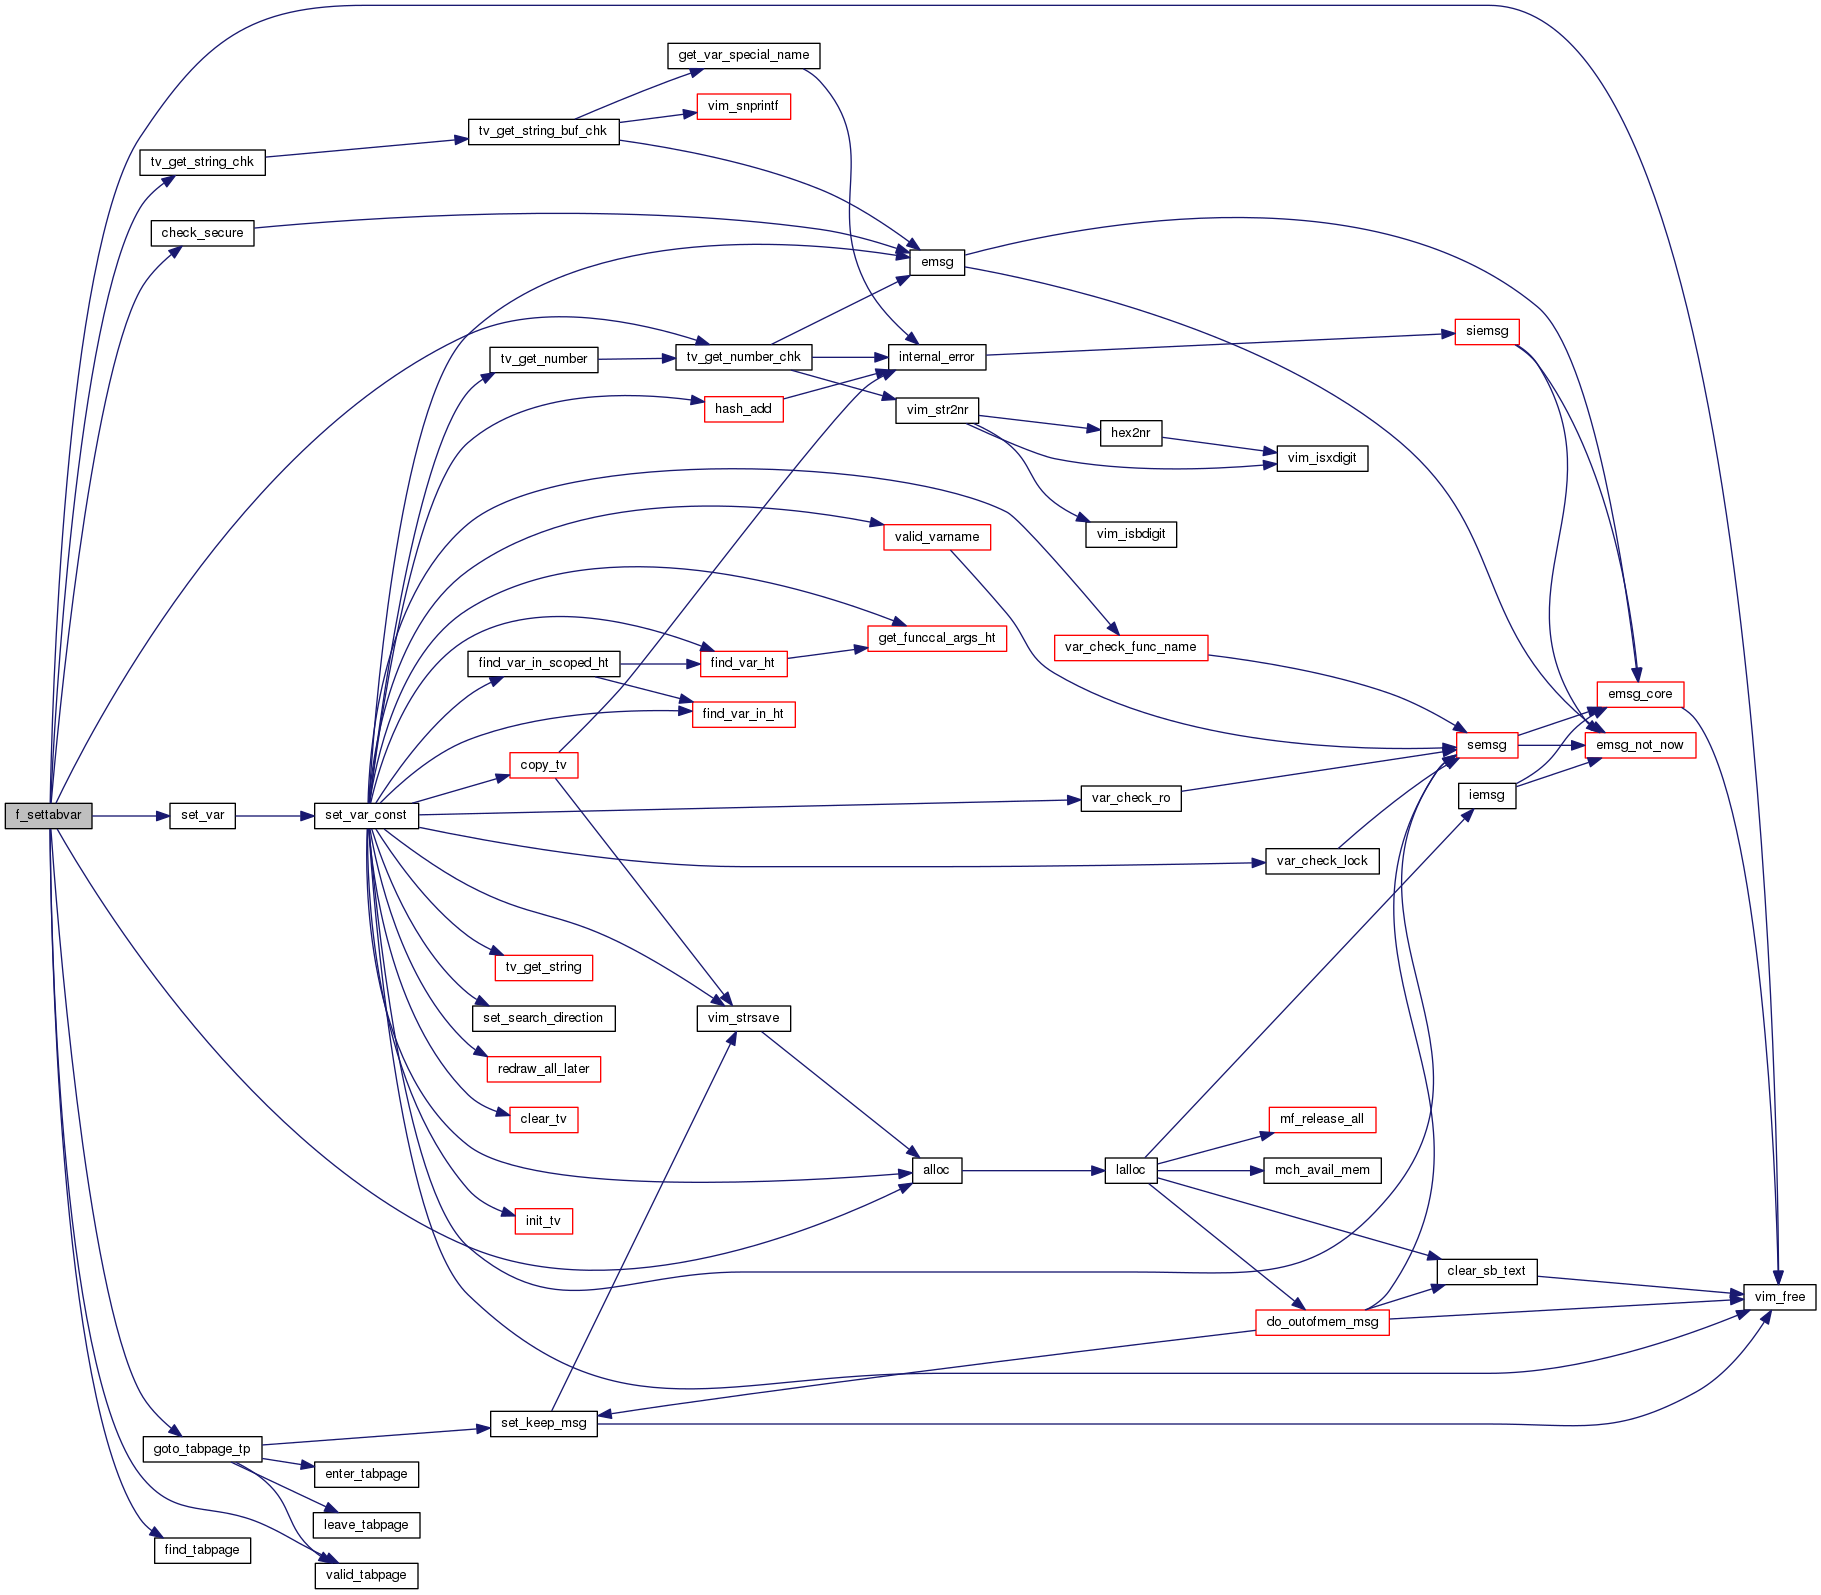 get_var_special_name
vim_snprintf
tv_get_string_buf_chk
tv_get_string_chk
check_secure
emsg
siemsg
tv_get_number
tv_get_number_chk
internal_error
hash_add
vim_str2nr
hex2nr
vim_isxdigit
valid_varname
vim_isbdigit
get_funccal_args_ht
var_check_func_name
find_var_in_scoped_ht
find_var_ht
emsg_core
find_var_in_ht
semsg
emsg_not_now
copy_tv
var_check_ro
iemsg
f_settabvar
set_var
set_var_const
var_check_lock
tv_get_string
set_search_direction
vim_strsave
redraw_all_later
clear_tv
mf_release_all
alloc
lalloc
mch_avail_mem
init_tv
clear_sb_text
vim_free
do_outofmem_msg
set_keep_msg
goto_tabpage_tp
enter_tabpage
leave_tabpage
find_tabpage
valid_tabpage